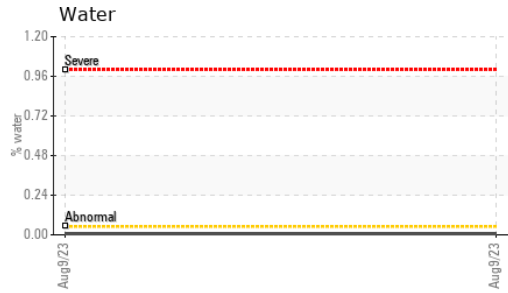 Water
1.20
Severe
0.96
0.72
% water
0.48
0.24
Abnormal
0.00
Aug9/23
Aug9/23